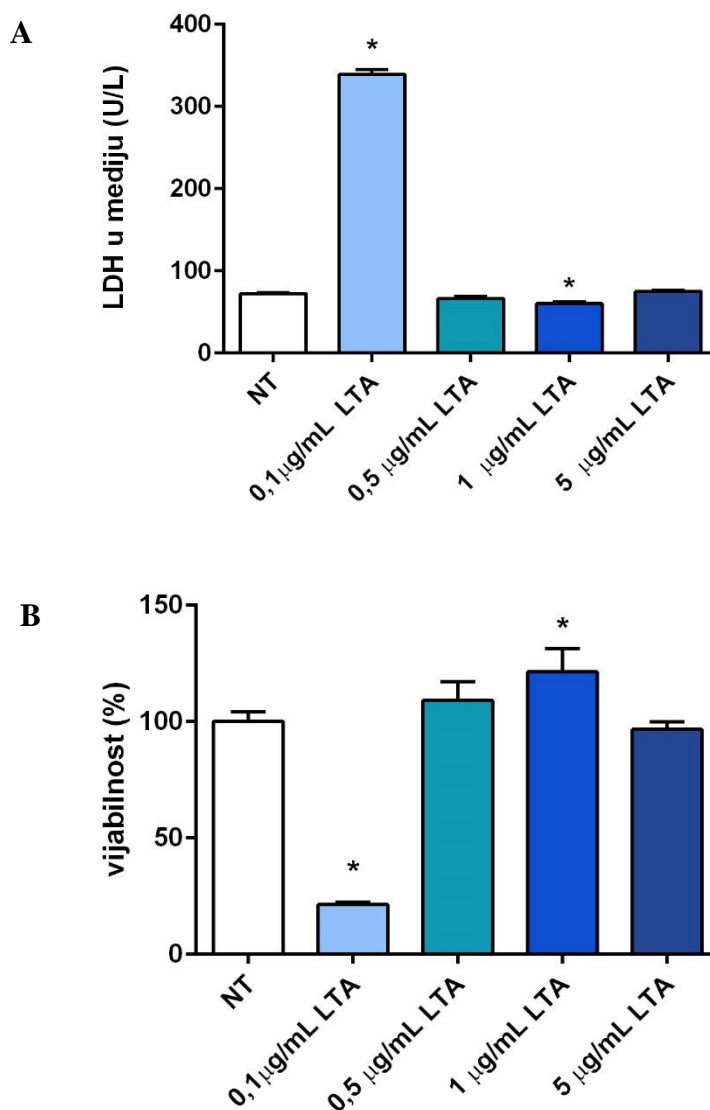 A
LDH u mediju (U/L)
400
300
200
100
0
*
*
NT
0,1µg/mL LTA
0,5 µg/mL LTA
1 µg/mL LTA
5 µg/mL LTA
B
vijabilnost (%)
150
100
50
0
*
*
NT
0,1µg/mL LTA
0,5 µg/mL LTA
1 µg/mL LTA
5 µg/mL LTA